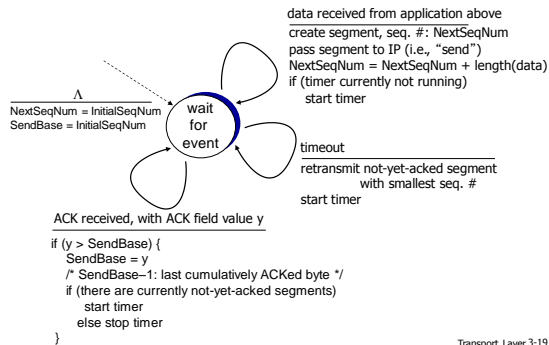 data received from application above
create segment, seq. #: NextSeqNum
pass segment to IP (i.e., “send”)
NextSeqNum = NextSeqNum + length(data)
if (timer currently not running)
start timer
Λ
NextSeqNum = InitialSeqNum
SendBase = InitialSeqNum
wait
for
event
timeout
retransmit not-yet-acked segment
with smallest seq. #
start timer
ACK received, with ACK field value y
if (y > SendBase) {
SendBase = y
/* SendBase–1: last cumulatively ACKed byte */
if (there are currently not-yet-acked segments)
start timer
else stop timer
}
Transport Layer 3-19